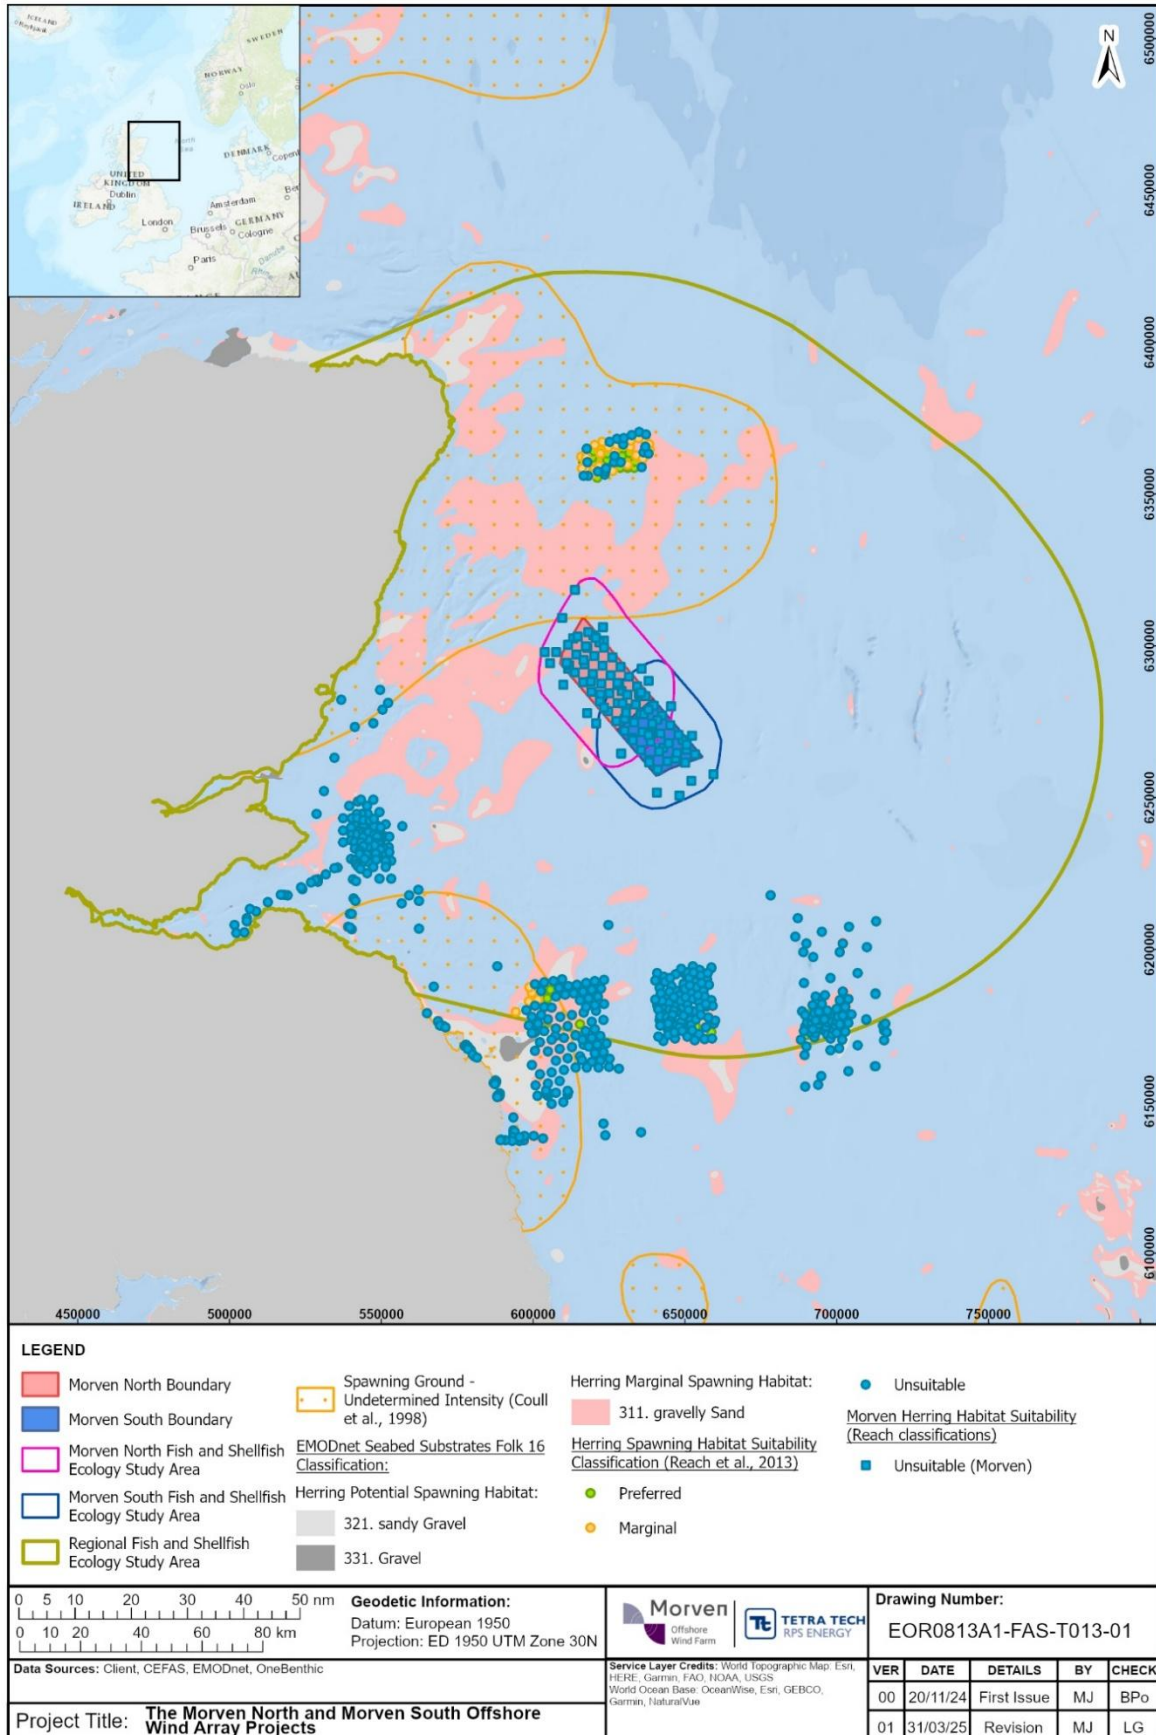 ICELAND
Reykjavik
SWEDEN
NORWAY
Oslo
North
Sea
DENMARK
Copenh
UNITED
KINGDOM
Dublin
IRELAND
Amsterdam
Ber
London
GERMANY
Brussels
Cologne
Paris
Danube
Rhine
N
6500000
6450000
6400000
6350000
6300000
6250000
6200000
6150000
6100000
450000 500000 550000 600000 650000 700000 750000
LEGEND
Morven North Boundary
Morven South Boundary
Morven North Fish and Shellfish
Ecology Study Area
Morven South Fish and Shellfish
Ecology Study Area
Regional Fish and Shellfish
Ecology Study Area
Spawning Ground -
Undetermined Intensity (Coull
et al., 1998)
EMODnet Seabed Substrates Folk 16
Classification:
Herring Potential Spawning Habitat:
321. sandy Gravel
331. Gravel
Herring Marginal Spawning Habitat:
311. gravelly Sand
Herring Spawning Habitat Suitability
Classification (Reach et al., 2013)
Preferred
Marginal
Unsuitable
Morven Herring Habitat Suitability
(Reach classifications)
Unsuitable (Morven)
0 5 10 20 30 40 50 nm
0 10 20 40 60 80 km
Geodetic Information:
Datum: European 1950
Projection: ED 1950 UTM Zone 30N
Morven
Offshore
Wind Farm
Tt
TETRA TECH
RPS ENERGY
Drawing Number:
EOR0813A1-FAS-T013-01
Data Sources: Client, CEFAS, EMODnet, OneBenthic
Service Layer Credits: World Topographic Map: Esri,
HERE, Garmin, FAO, NOAA, USGS
World Ocean Base: OceanWise, Esri, GEBCO,
Garmin, NaturalVue
VER DATE DETAILS BY CHECK
00 20/11/24 First Issue MJ BPo
01 31/03/25 Revision MJ LG
Project Title: The Morven North and Morven South Offshore
Wind Array Projects